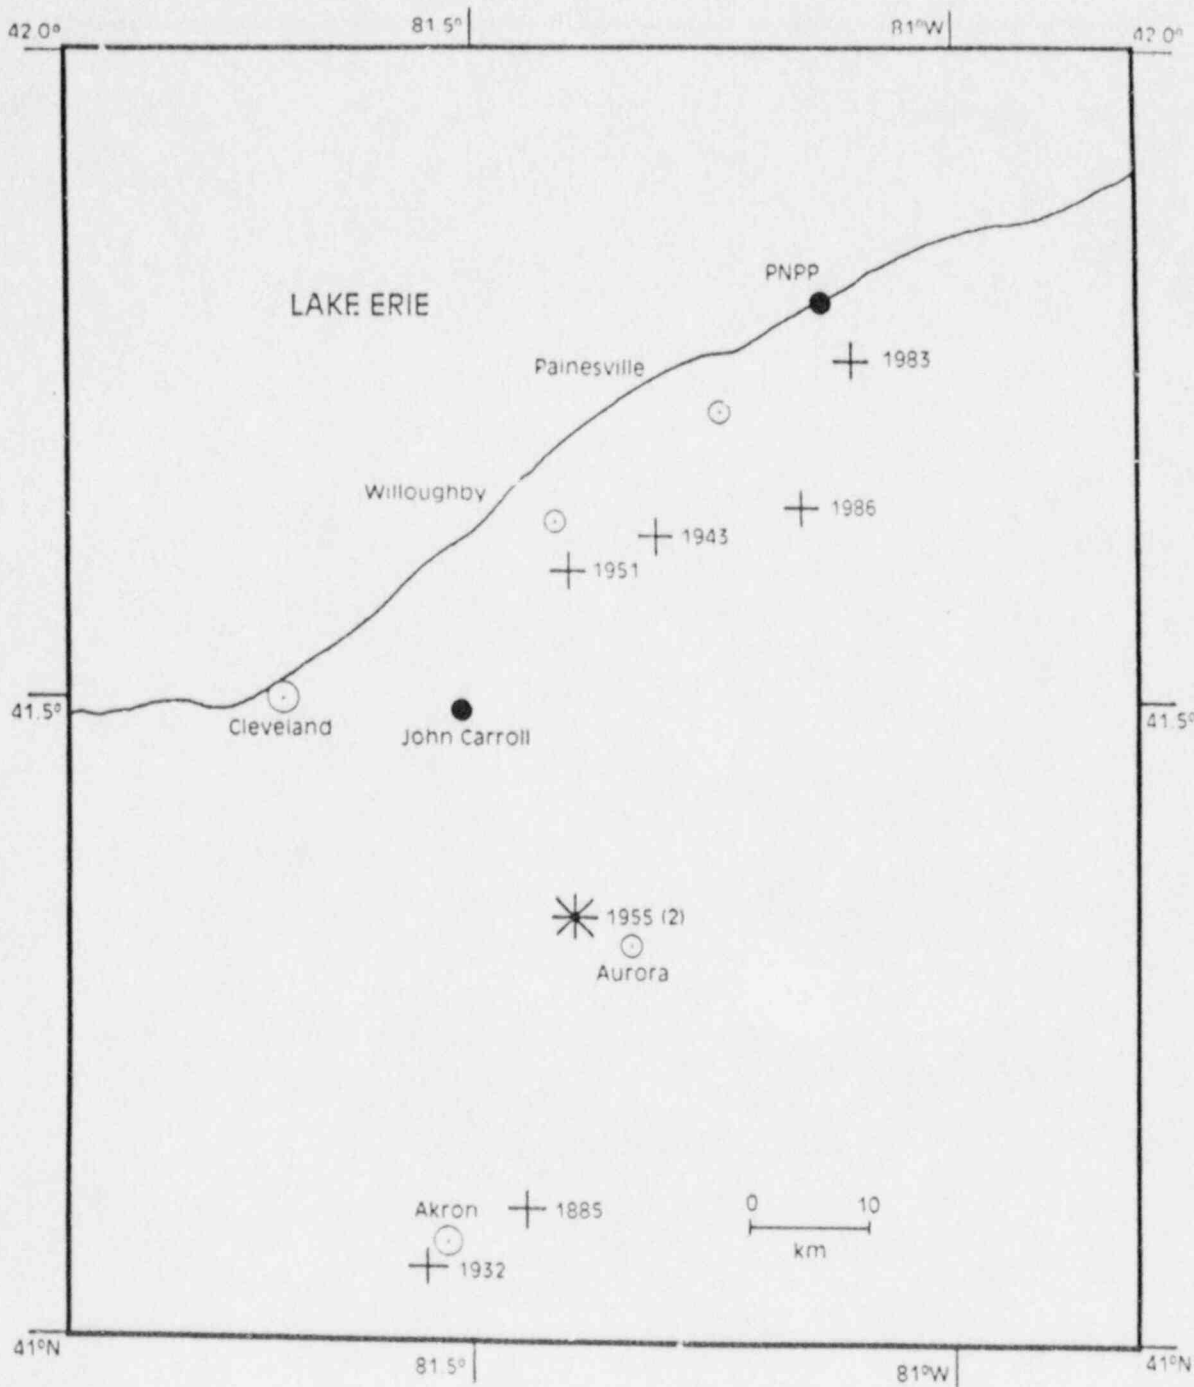 81.5°
81°W
42.0°
42.0°
PNPP
LAKE ERIE
1983
Painesville
Willoughby
1986
1943
1951
41.5°
41.5°
Cleveland
John Carroll
1955 (2)
Aurora
Akron
1885
0 10
km
1932
41°N
81.5°
81°W
41°N